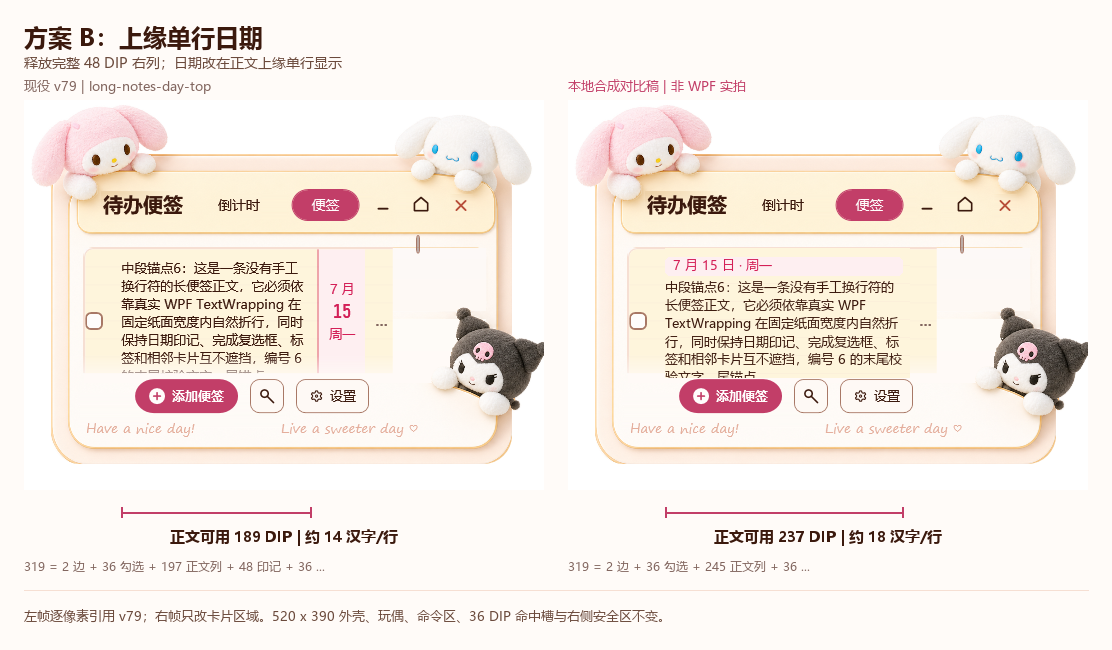 方案 B：上缘单行日期
释放完整 48 DIP 右列；日期改在正文上缘单行显示
现役 v79 | long-notes-day-top
待办便签
倒计时
便签
中段锚点6：这是一条没有手工
换行符的长便签正文，它必须依
靠真实 WPF TextWrapping 在
固定纸面宽度内自然折行，同时
保持日期印记、完成复选框、标
签和相邻卡片互不遮挡，编号 6
7 月
15
周一
...
添加便签
设置
Have a nice day!
Live a sweeter day ♡
正文可用 189 DIP | 约 14 汉字/行
319 = 2 边 + 36 勾选 + 197 正文列 + 48 印记 + 36 ...
本地合成对比稿 | 非 WPF 实拍
待办便签
倒计时
便签
7 月 15 日 · 周一
中段锚点6：这是一条没有手工换行符的
长便签正文，它必须依靠真实 WPF
TextWrapping 在固定纸面宽度内自然折
行，同时保持日期印记、完成复选框、标
签和相邻卡片互不遮挡，编号 6 的末尾校
验文字。尾锚点
...
添加便签
设置
Have a nice day!
Live a sweeter day ♡
正文可用 237 DIP | 约 18 汉字/行
319 = 2 边 + 36 勾选 + 245 正文列 + 36 ...
左帧逐像素引用 v79；右帧只改卡片区域。520 x 390 外壳、玩偶、命令区、36 DIP 命中槽与右侧安全区不变。